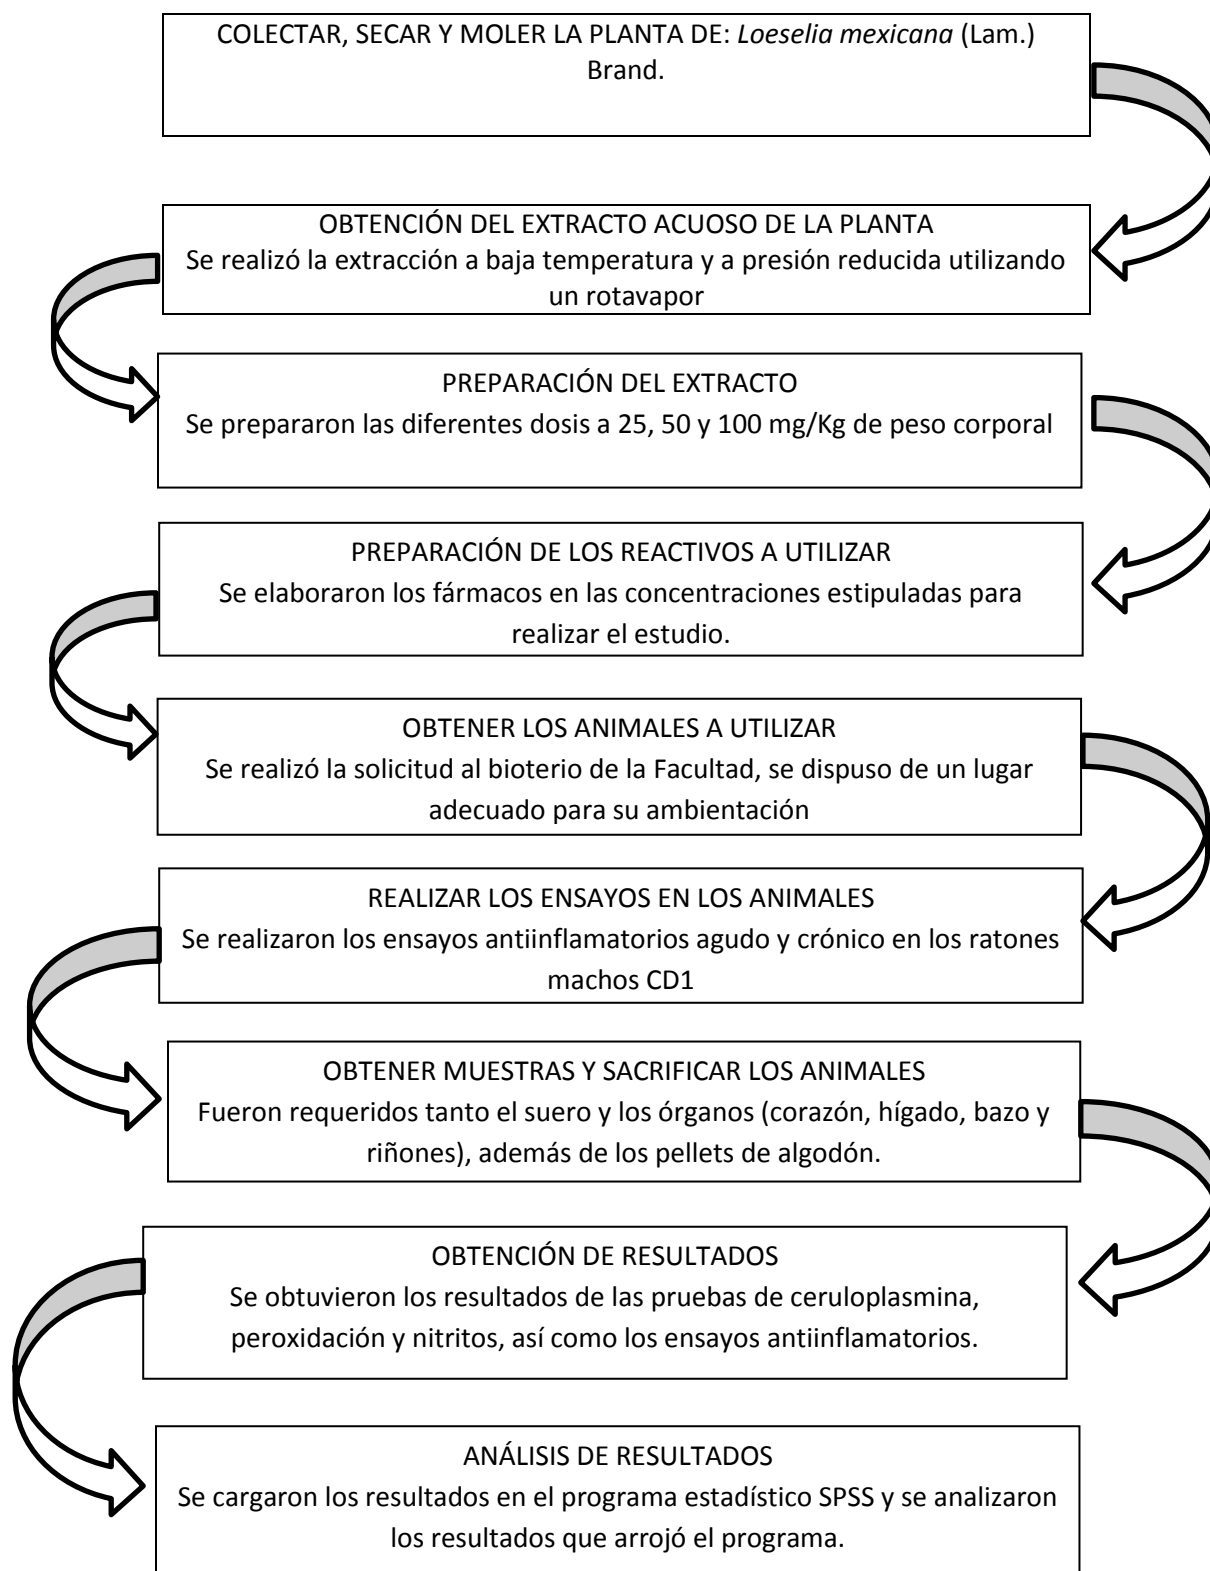 COLECTAR, SECAR Y MOLER LA PLANTA DE: Loeselia mexicana (Lam.)
Brand.
OBTENCIÓN DEL EXTRACTO ACUOSO DE LA PLANTA
Se realizó la extracción a baja temperatura y a presión reducida utilizando
un rotavapor
PREPARACIÓN DEL EXTRACTO
Se prepararon las diferentes dosis a 25, 50 y 100 mg/Kg de peso corporal
PREPARACIÓN DE LOS REACTIVOS A UTILIZAR
Se elaboraron los fármacos en las concentraciones estipuladas para
realizar el estudio.
OBTENER LOS ANIMALES A UTILIZAR
Se realizó la solicitud al bioterio de la Facultad, se dispuso de un lugar
adecuado para su ambientación
REALIZAR LOS ENSAYOS EN LOS ANIMALES
Se realizaron los ensayos antiinflamatorios agudo y crónico en los ratones
machos CD1
OBTENER MUESTRAS Y SACRIFICAR LOS ANIMALES
Fueron requeridos tanto el suero y los órganos (corazón, hígado, bazo y
riñones), además de los pellets de algodón.
OBTENCIÓN DE RESULTADOS
Se obtuvieron los resultados de las pruebas de ceruloplasmina,
peroxidación y nitritos, así como los ensayos antiinflamatorios.
ANÁLISIS DE RESULTADOS
Se cargaron los resultados en el programa estadístico SPSS y se analizaron
los resultados que arrojó el programa.